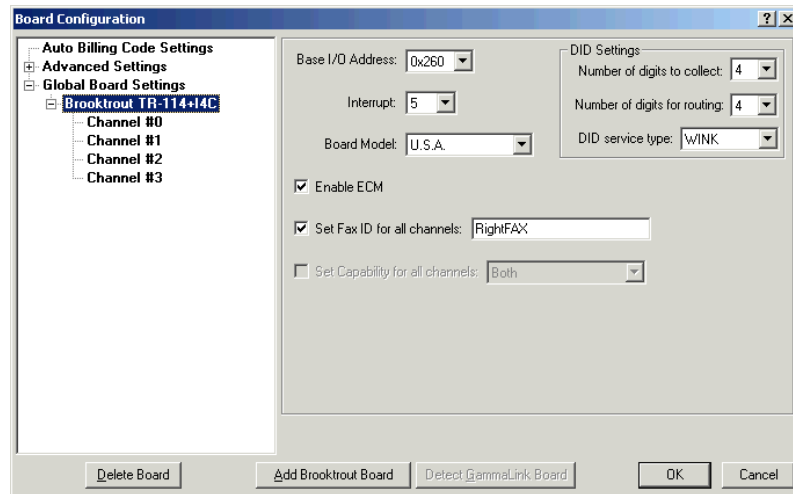 Board Configuration
Auto Billing Code Settings
Advanced Settings
Global Board Settings
Brooktrout TR-114+I4C
Channel #0
Channel #1
Channel #2
Channel #3
Base I/O Address: 0x260
Interrupt: 5
Board Model: U.S.A.
DID Settings
Number of digits to collect: 4
Number of digits for routing: 4
DID service type: WINK
Enable ECM
Set Fax ID for all channels: RightFAX
Set Capability for all channels: Both
Delete Board
Add Brooktrout Board
Detect GammaLink Board
OK
Cancel